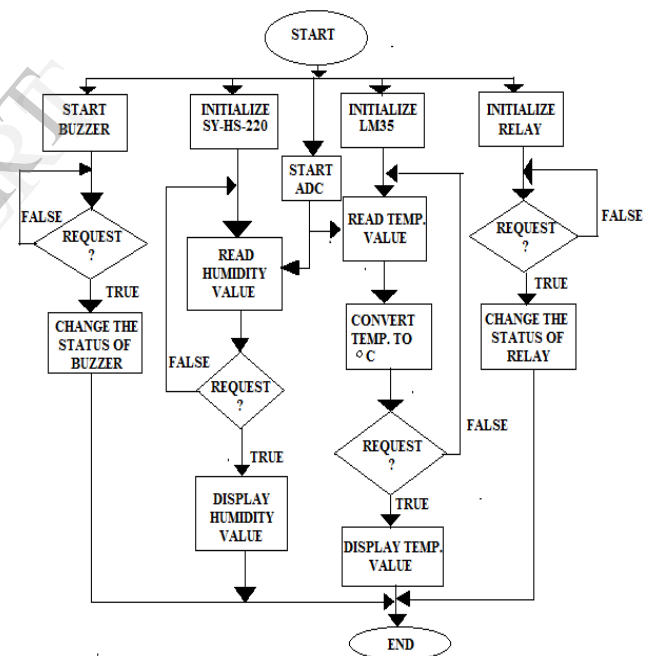 START
START
BUZZER
INITIALIZE
SY-HS-220
INITIALIZE
LM35
INITIALIZE
RELAY
START
ADC
FALSE
REQUEST
?
TRUE
CHANGE THE
STATUS OF
BUZZER
READ
HUMIDITY
VALUE
FALSE
REQUEST
?
TRUE
DISPLAY
HUMIDITY
VALUE
READ TEMP.
VALUE
CONVERT
TEMP. TO
°C
REQUEST
?
FALSE
TRUE
DISPLAY TEMP.
VALUE
REQUEST
?
FALSE
TRUE
CHANGE THE
STATUS OF
RELAY
END